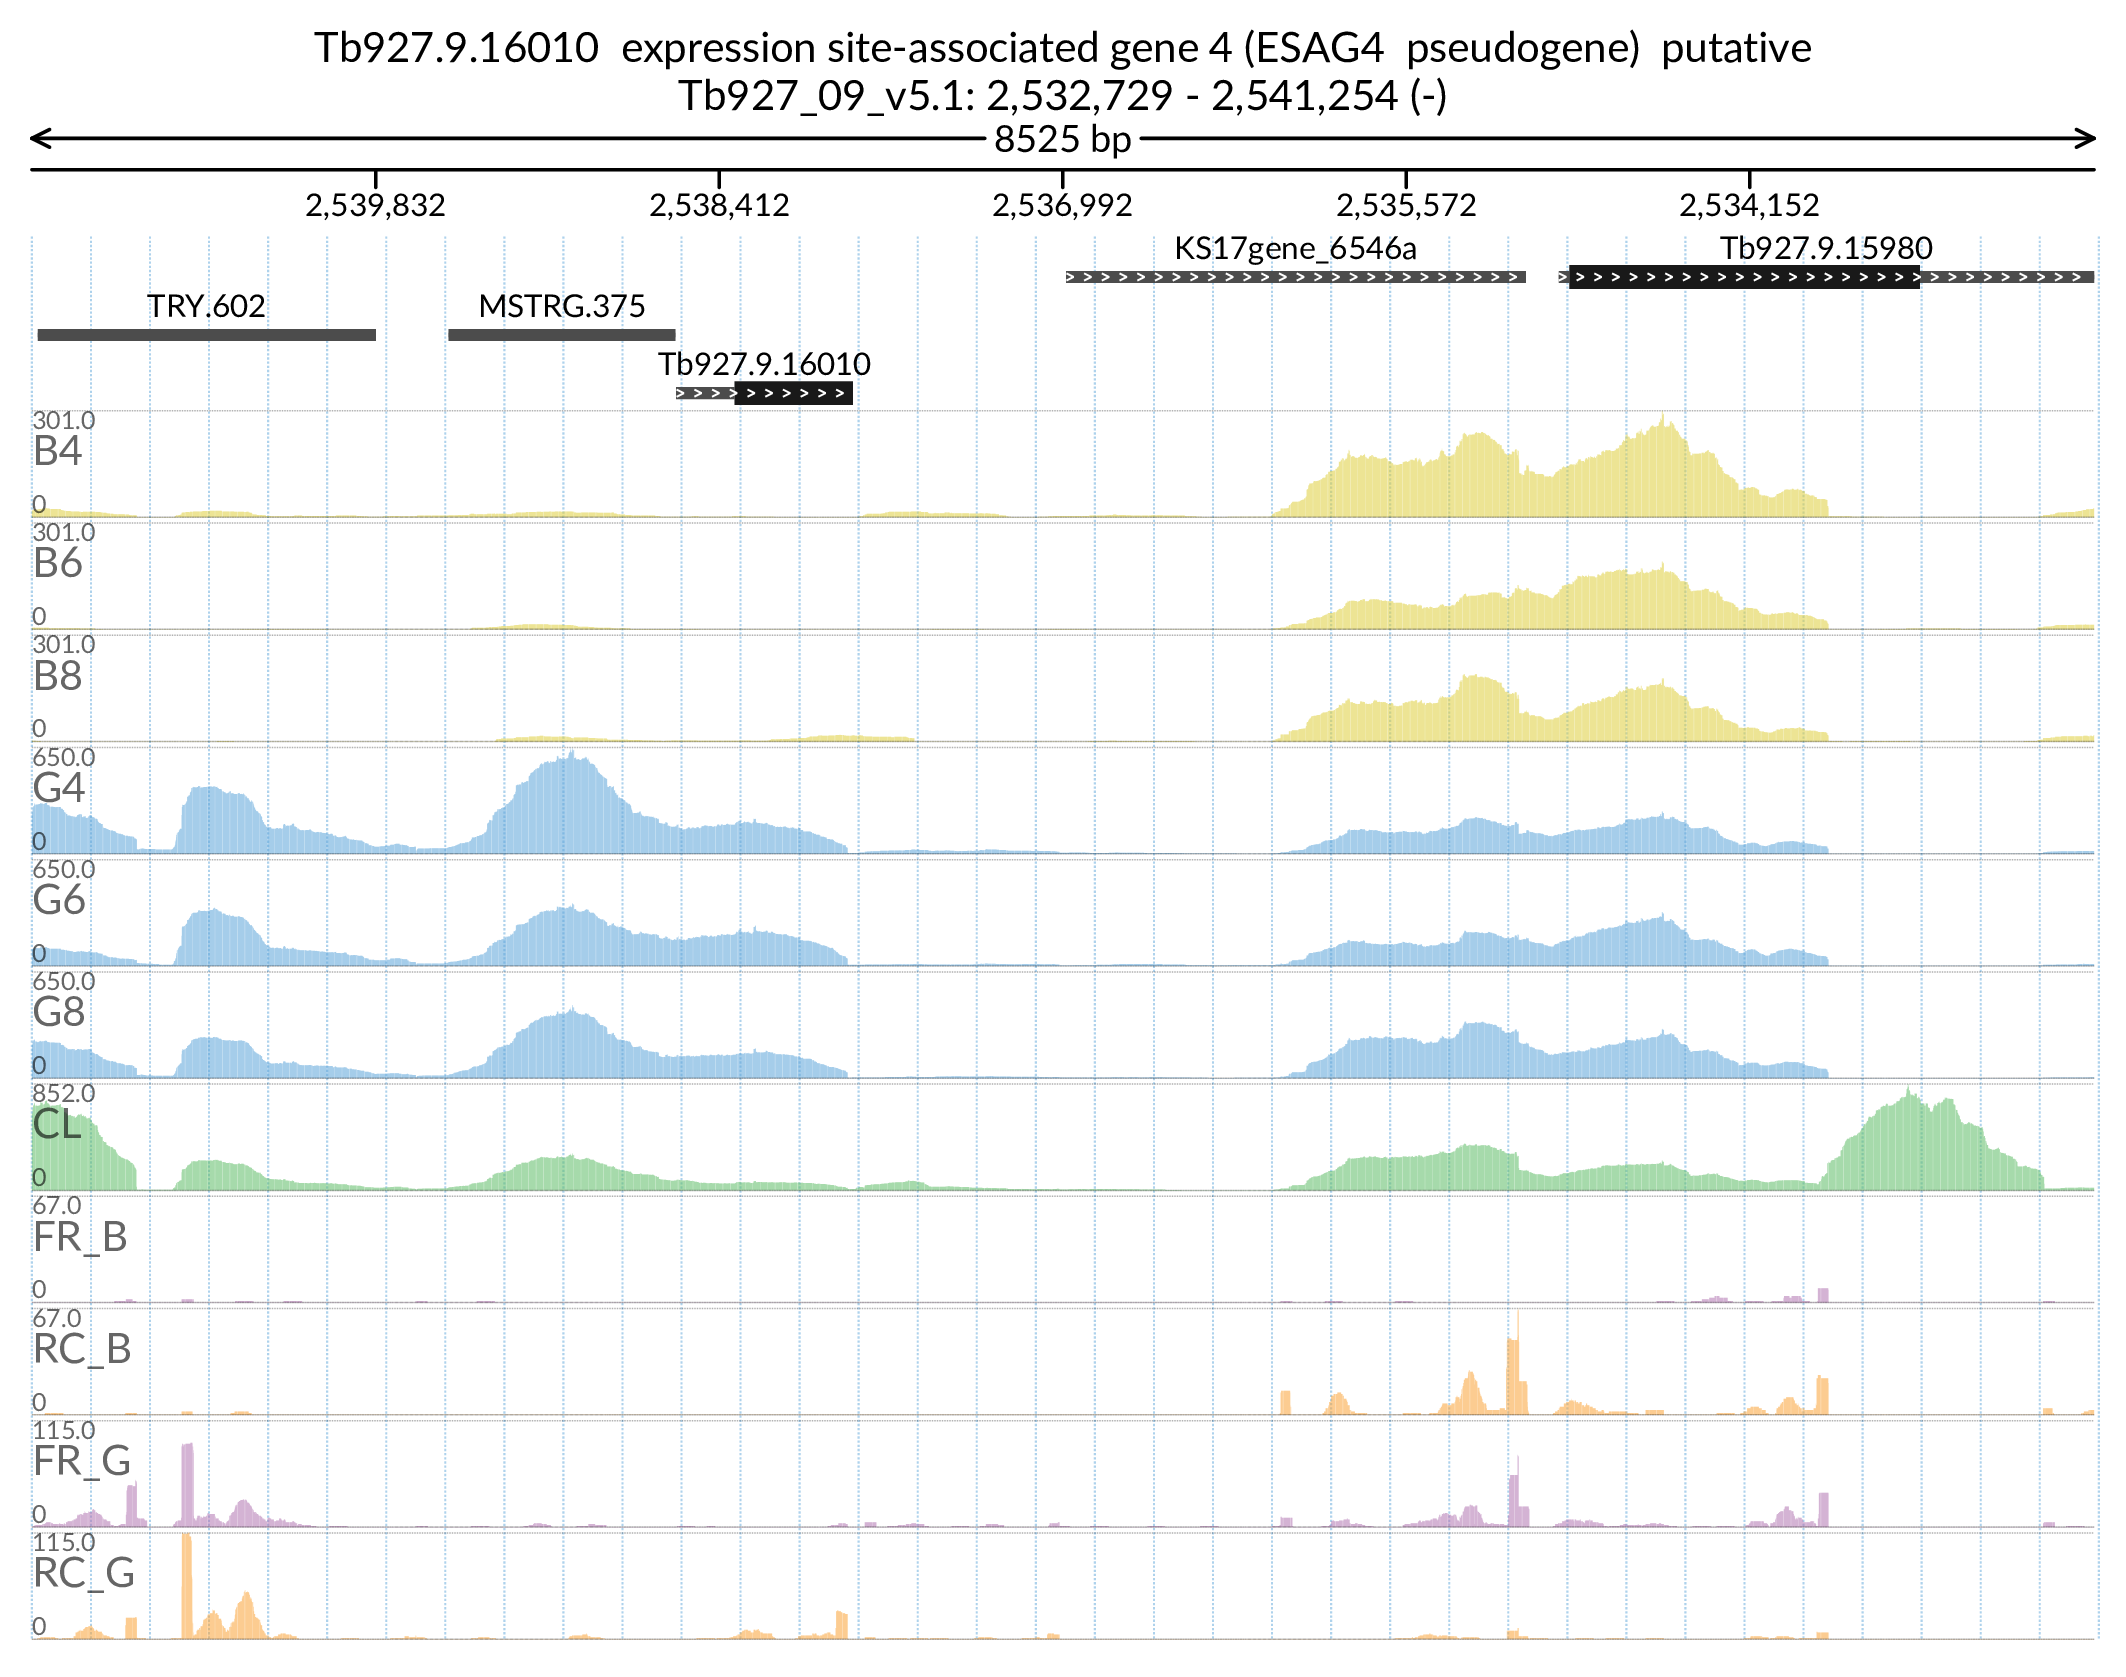 Tb927.9.16010  expression site-associated gene 4 (ESAG4  pseudogene)  putative
Tb927_09_v5.1: 2,532,729 - 2,541,254 (-)
8525 bp
2,539,832 2,538,412 2,536,992 2,535,572 2,534,152
KS17gene_6546a Tb927.9.15980
TRY.602 MSTRG.375
Tb927.9.16010
301.0
B4
0
301.0
B6
0
301.0
B8
0
650.0
G4
0
650.0
G6
0
650.0
G8
0
852.0
CL
0
67.0
FR_B
0
67.0
RC_B
0
115.0
FR_G
0
115.0
RC_G
0